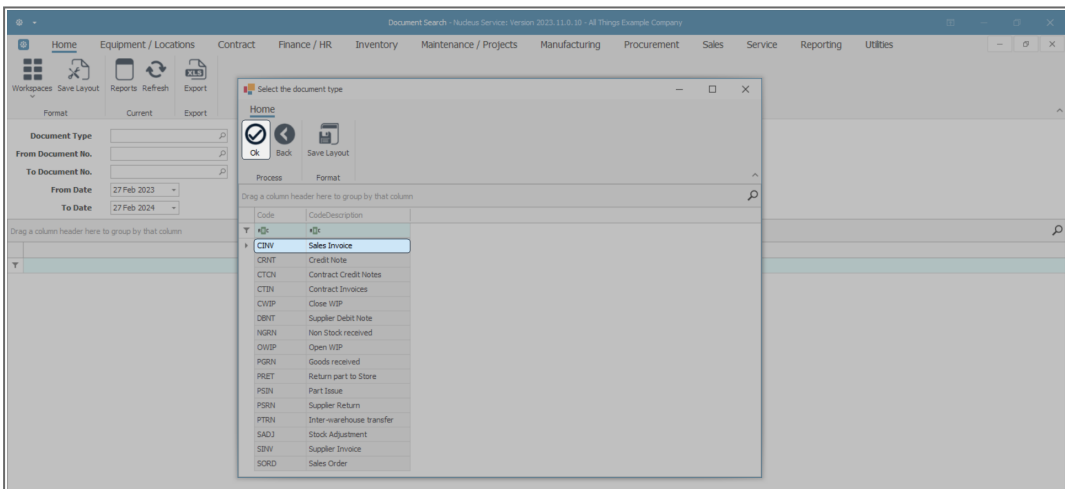 Document Search - Nucleus Service: Version 2023.11.0.10 - All Things Example Company
Home Equipment / Locations Contract Finance / HR Inventory Maintenance / Projects Manufacturing Procurement Sales Service Reporting Utilities
XLS
Workspaces Save Layout Reports Refresh Export
Format Current Export
Document Type
From Document No.
To Document No.
From Date 27 Feb 2023
To Date 27 Feb 2024
Drag a column header here to group by that column
Select the document type
Home
Ok Back Save Layout
Process Format
Drag a column header here to group by that column
Code CodeDescription
CINV Sales Invoice
CRNT Credit Note
CTCN Contract Credit Notes
CTIN Contract Invoices
CWIP Close WIP
DBNT Supplier Debit Note
NGRN Non Stock received
OWIP Open WIP
PGRN Goods received
PRET Return part to Store
PSIN Part Issue
PSRN Supplier Return
PTRN Inter-warehouse transfer
SADJ Stock Adjustment
SINV Supplier Invoice
SORD Sales Order